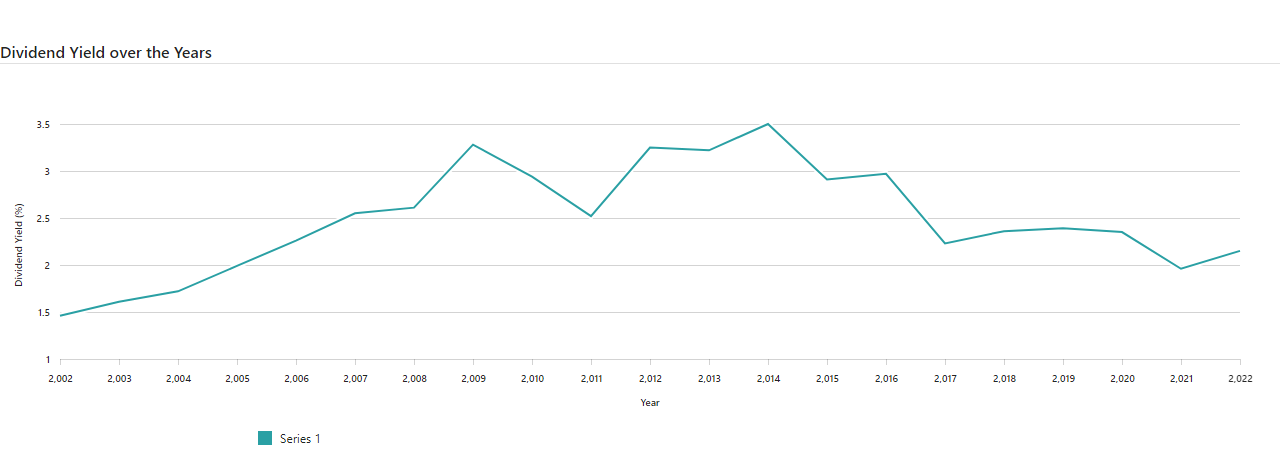 Dividend Yield over the Years
3.5
3
2.5
2
1.5
1
Dividend Yield (%)
2,002 2,003 2,004 2,005 2,006 2,007 2,008 2,009 2,010 2,011 2,012 2,013 2,014 2,015 2,016 2,017 2,018 2,019 2,020 2,021 2,022
Year
Series 1